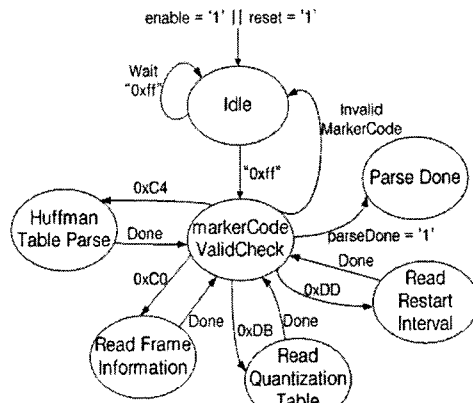 enable = '1' || reset = '1'
Wait
"0xff"
Idle
Invalid
MarkerCode
"0xff"
Parse Done
0xC4
Huffman
Table Parse
Done
markerCode
ValidCheck
parseDone = '1'
Done
0xC0
0xDD
Read
Restart
Interval
Done
0xDB
Done
Read Frame
Information
Read
Quantization
Table